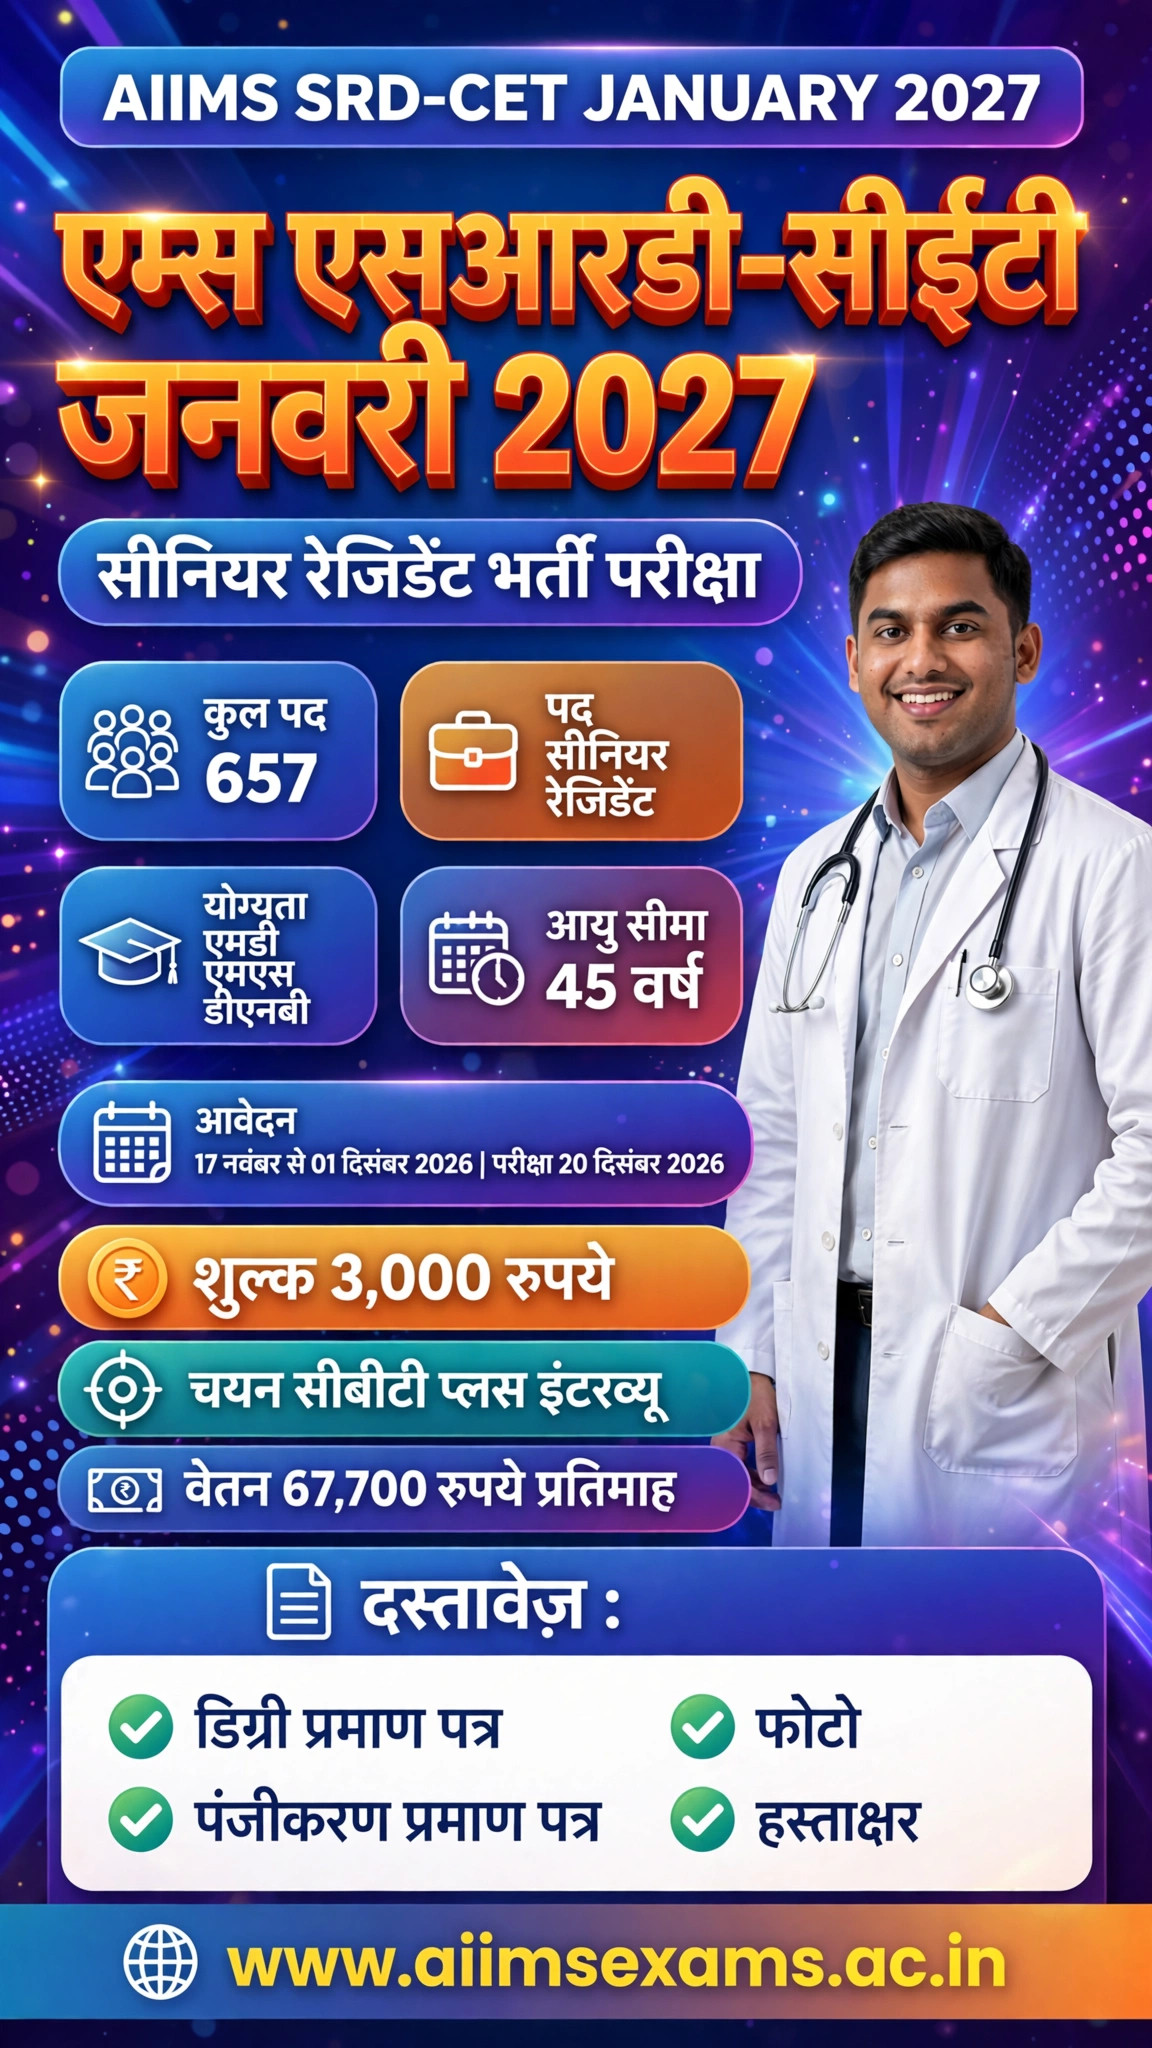 AIIMS SRD-CET JANUARY 2027
एम्स एसआरडी-सीईटी
जनवरी 2027
सीनियर रेजिडेंट भर्ती परीक्षा
कुल पद
657
पद
सीनियर
रेजिडेंट
योग्यता
एमडी
एमएस
डीएनबी
आयु सीमा
45 वर्ष
आवेदन
17 नवंबर से 01 दिसंबर 2026 | परीक्षा 20 दिसंबर 2026
₹ शुल्क 3,000 रुपये
चयन सीबीटी प्लस इंटरव्यू
₹ वेतन 67,700 रुपये प्रतिमाह
दस्तावेज़ :
डिग्री प्रमाण पत्र
फोटो
पंजीकरण प्रमाण पत्र
हस्ताक्षर
www.aiimsexams.ac.in